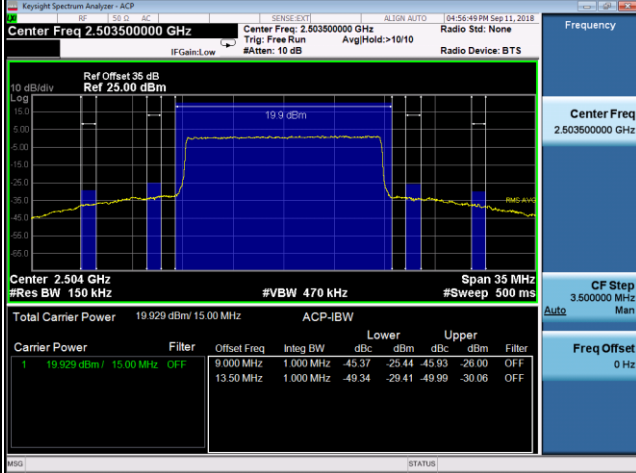 Keysight Spectrum Analyzer - ACP
RF 50 Ω AC SENSE:EXT ALIGN AUTO 04:56:49 PM Sep 11, 2018
Center Freq 2.503500000 GHz Center Freq: 2.503500000 GHz Radio Std: None
Trig: Free Run Avg|Hold:>10/10
IFGain:Low #Atten: 10 dB Radio Device: BTS
Frequency
Ref Offset 35 dB
10 dB/div Ref 25.00 dBm
Log
15.0
5.00
-5.00
-15.0
-25.0
-35.0
-45.0
-55.0
-65.0
19.9 dBm
RMS AVG
Center 2.504 GHz Span 35 MHz
#Res BW 150 kHz #VBW 470 kHz #Sweep 500 ms
Total Carrier Power 19.929 dBm/ 15.00 MHz ACP-IBW
Lower Upper
Carrier Power Filter Offset Freq Integ BW dBc dBm dBc dBm Filter
1 19.929 dBm / 15.00 MHz OFF 9.000 MHz 1.000 MHz -45.37 -25.44 -45.93 -26.00 OFF
13.50 MHz 1.000 MHz -49.34 -29.41 -49.99 -30.06 OFF
Center Freq
2.503500000 GHz
CF Step
3.500000 MHz
Auto Man
Freq Offset
0 Hz
MSG STATUS